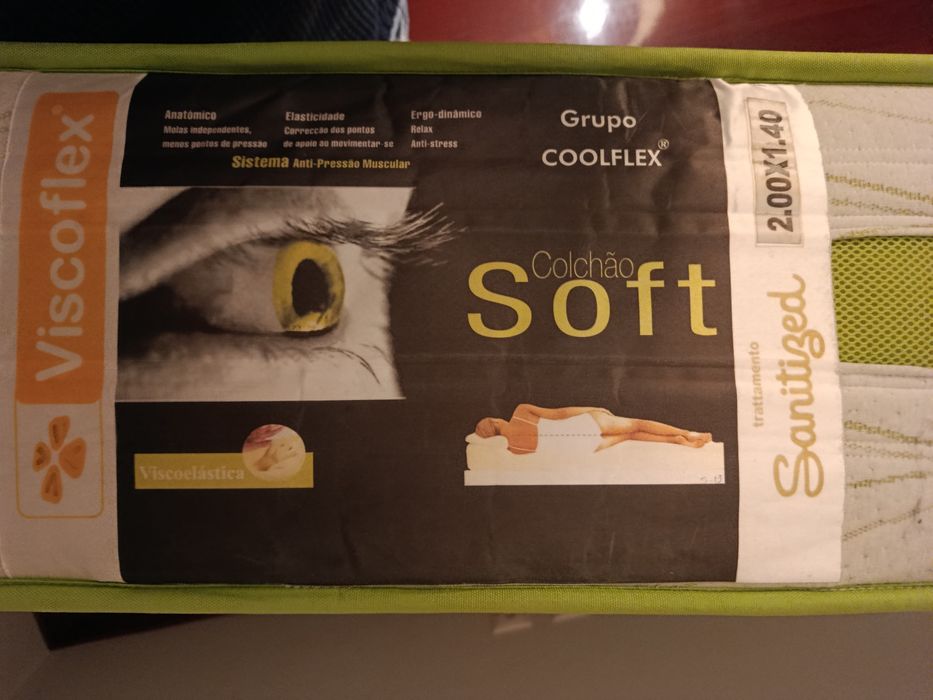 Viscoflex®
Anatómico
Molas independentes,
menos pontos de pressão
Elasticidade
Correcção dos pontos
de apoio ao movimentar-se
Ergo-dinâmico
Relax
Anti-stress
Sistema Anti-Pressão Muscular
Grupo
COOLFLEX®
Colchão
Soft
Viscoelástica
2.00X1.40
trattamento
Sanitized